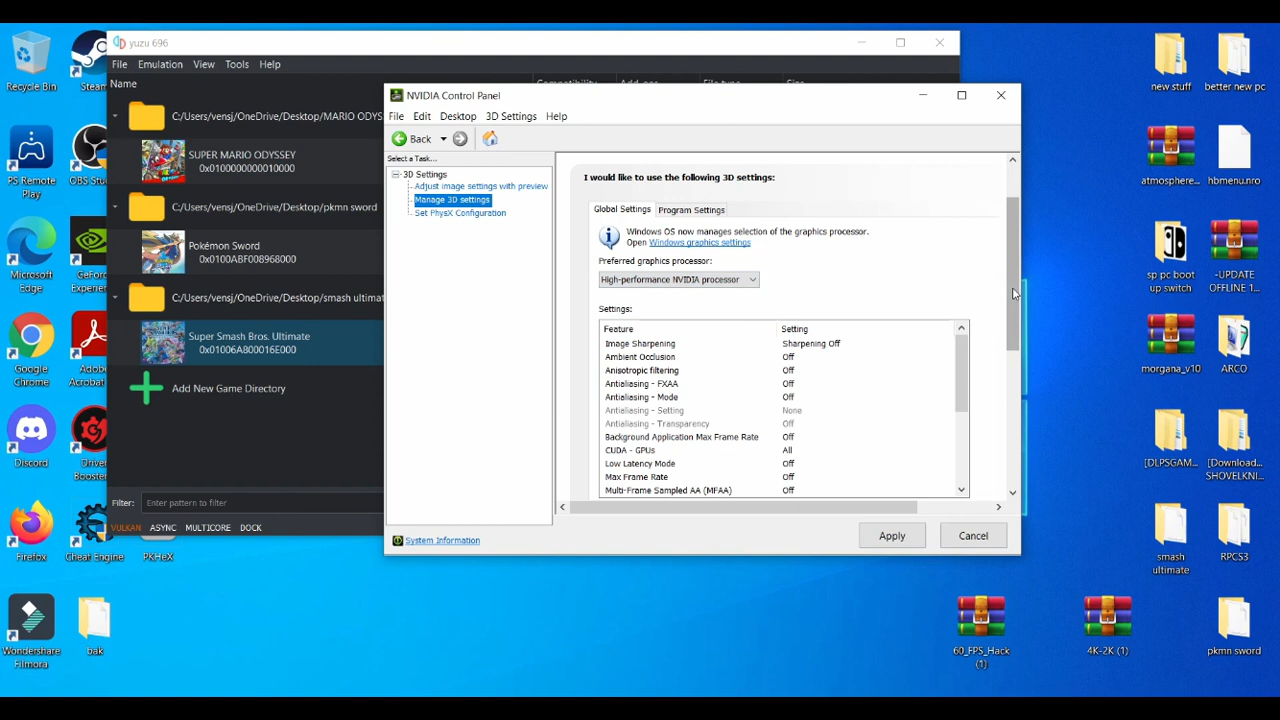 Recycle Bin
Steam
PS Remote
Play
OBS Stu
Microsoft
Edge
GeForce
Experien
Google
Chrome
Adobe
Acrobat
Discord
Driver
Booster
Firefox
Cheat Engine
PKHeX
Wondershare
Filmora
bak
yuzu 696
File Emulation View Tools Help
Name
C:/Users/vensj/OneDrive/Desktop/MARIO ODYS
SUPER MARIO ODYSSEY
0x0100000000010000
C:/Users/vensj/OneDrive/Desktop/pkmn sword
Pokémon Sword
0x0100ABF008968000
C:/Users/vensj/OneDrive/Desktop/smash ultimat
Super Smash Bros. Ultimate
0x01006A800016E000
Add New Game Directory
Filter: Enter pattern to filter
VULKAN ASYNC MULTICORE DOCK
NVIDIA Control Panel
File Edit Desktop 3D Settings Help
Back
Select a Task...
3D Settings
Adjust image settings with preview
Manage 3D settings
Set PhysX Configuration
System Information
I would like to use the following 3D settings:
Global Settings Program Settings
Windows OS now manages selection of the graphics processor.
Open Windows graphics settings
Preferred graphics processor:
High-performance NVIDIA processor
Settings:
Feature Setting
Image Sharpening Sharpening Off
Ambient Occlusion Off
Anisotropic filtering Off
Antialiasing - FXAA Off
Antialiasing - Mode Off
Antialiasing - Setting None
Antialiasing - Transparency Off
Background Application Max Frame Rate Off
CUDA - GPUs All
Low Latency Mode Off
Max Frame Rate Off
Multi-Frame Sampled AA (MFAA) Off
Apply Cancel
new stuff
better new pc
atmosphere...
hbmenu.nro
sp pc boot
up switch
-UPDATE
OFFLINE 1...
morgana_v10
ARCO
[DLPSGAM...
[Download...
SHOVELKNI...
smash
ultimate
RPCS3
60_FPS_Hack
(1)
4K-2K (1)
pkmn sword